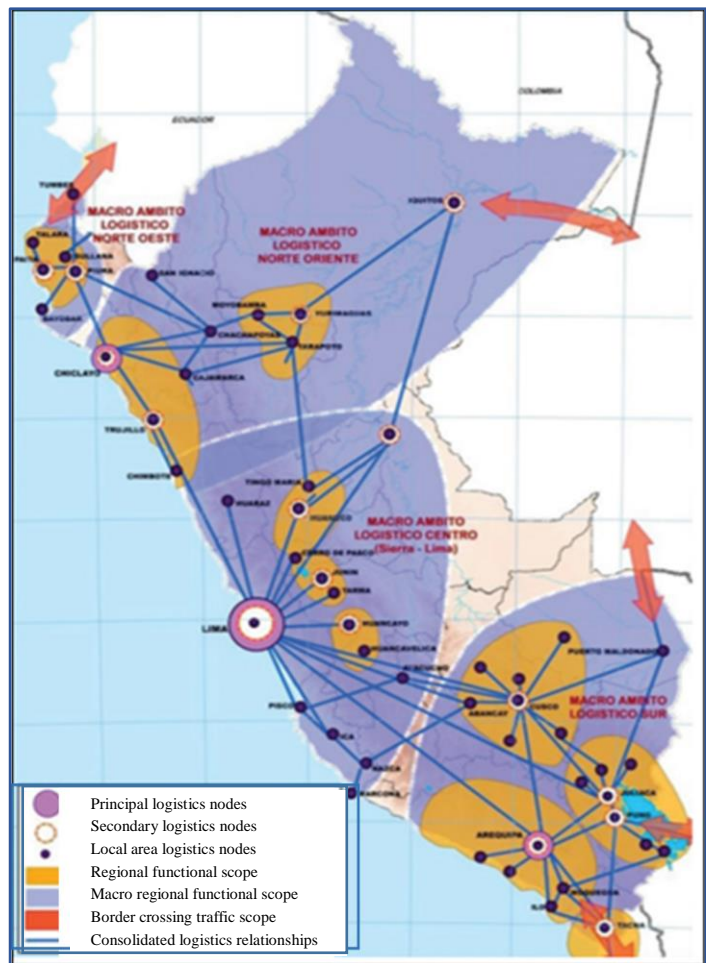 COLOMBIA
ECUADOR
TUMBES
IQUITOS
MACRO AMBITO
LOGISTICO
NORTE OESTE
MACRO AMBITO
LOGISTICO
NORTE ORIENTE
TALARA
SULLANA
PAITA
PIURA
SAN IGNACIO
BAYOBAR
MOYOBAMBA
YURIMAGUAS
CHACHAPOYAS
TARAPOTO
CHICLAYO
CAJAMARCA
TRUJILLO
CHIMBOTE
TINGO MARIA
HUARAZ
HUANUCO
MACRO AMBITO
LOGISTICO CENTRO
(Sierra - Lima)
CERRO DE PASCO
JUNIN
TARMA
LIMA
HUANCAYO
HUANCAVELICA
PUERTO MALDONADO
PISCO
ABANCAY
CUSCO
MACRO AMBITO
LOGISTICO SUR
ICA
NAZCA
MARCONA
JULIACA
PUNO
AREQUIPA
MOQUEGUA
ILO
TACNA
Principal logistics nodes
Secondary logistics nodes
Local area logistics nodes
Regional functional scope
Macro regional functional scope
Border crossing traffic scope
Consolidated logistics relationships